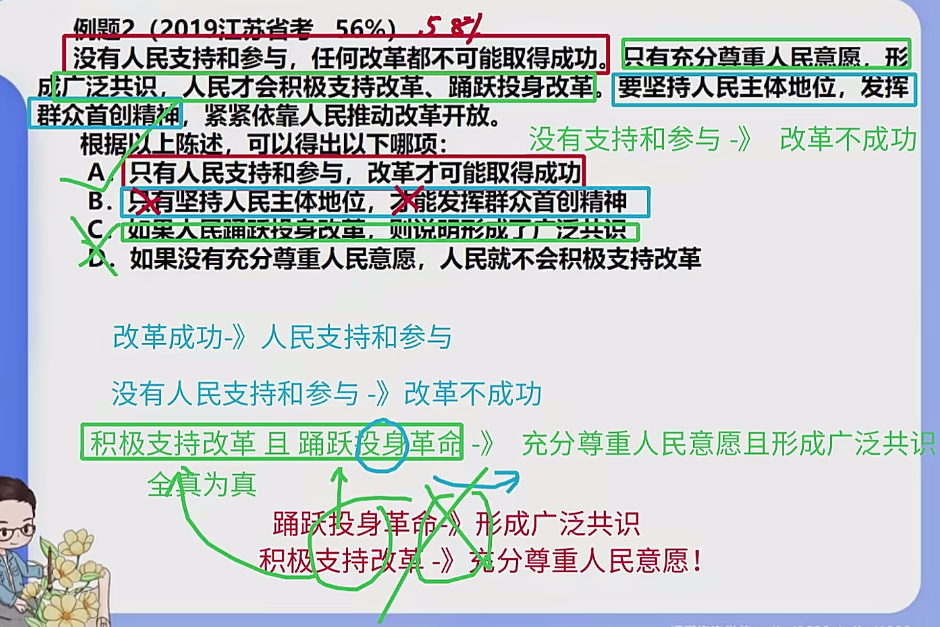 例题2（2019江苏省考 56%） 58%
没有人民支持和参与，任何改革都不可能取得成功。只有充分尊重人民意愿，形
成广泛共识，人民才会积极支持改革、踊跃投身改革。要坚持人民主体地位，发挥
群众首创精神，紧紧依靠人民推动改革开放。
根据以上陈述，可以得出以下哪项：
没有支持和参与 -》 改革不成功
A．只有人民支持和参与，改革才可能取得成功
B．只有坚持人民主体地位，才能发挥群众首创精神
C．如果人民踊跃投身改革，则说明形成了广泛共识
D．如果没有充分尊重人民意愿，人民就不会积极支持改革
改革成功-》人民支持和参与
没有人民支持和参与 -》改革不成功
积极支持改革 且 踊跃投身革命 -》 充分尊重人民意愿且形成广泛共识
全真为真
踊跃投身革命-》形成广泛共识
积极支持改革 -》充分尊重人民意愿！